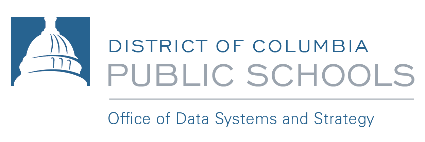 DISTRICT OF COLUMBIA
PUBLIC SCHOOLS
Office of Data Systems and Strategy